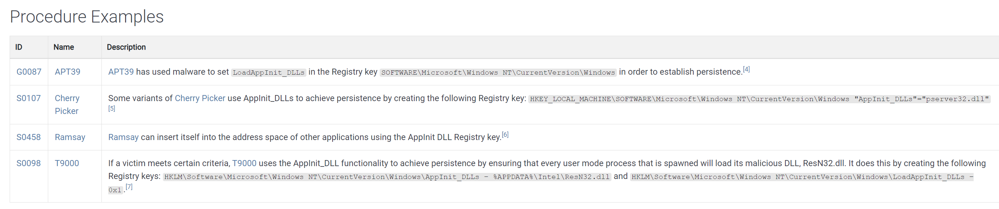 Procedure Examples
ID Name Description
G0087 APT39 APT39 has used malware to set LoadAppInit_DLLs in the Registry key SOFTWARE\Microsoft\Windows NT\CurrentVersion\Windows in order to establish persistence.[4]
S0107 Cherry Picker Some variants of Cherry Picker use AppInit_DLLs to achieve persistence by creating the following Registry key: HKEY_LOCAL_MACHINE\SOFTWARE\Microsoft\Windows NT\CurrentVersion\Windows "AppInit_DLLs"="pserver32.dll"
[5]
S0458 Ramsay Ramsay can insert itself into the address space of other applications using the AppInit DLL Registry key.[6]
S0098 T9000 If a victim meets certain criteria, T9000 uses the AppInit_DLL functionality to achieve persistence by ensuring that every user mode process that is spawned will load its malicious DLL, ResN32.dll. It does this by creating the following
Registry keys: HKLM\Software\Microsoft\Windows NT\CurrentVersion\Windows\AppInit_DLLs – %APPDATA%\Intel\ResN32.dll and HKLM\Software\Microsoft\Windows NT\CurrentVersion\Windows\LoadAppInit_DLLs –
0x1.[7]